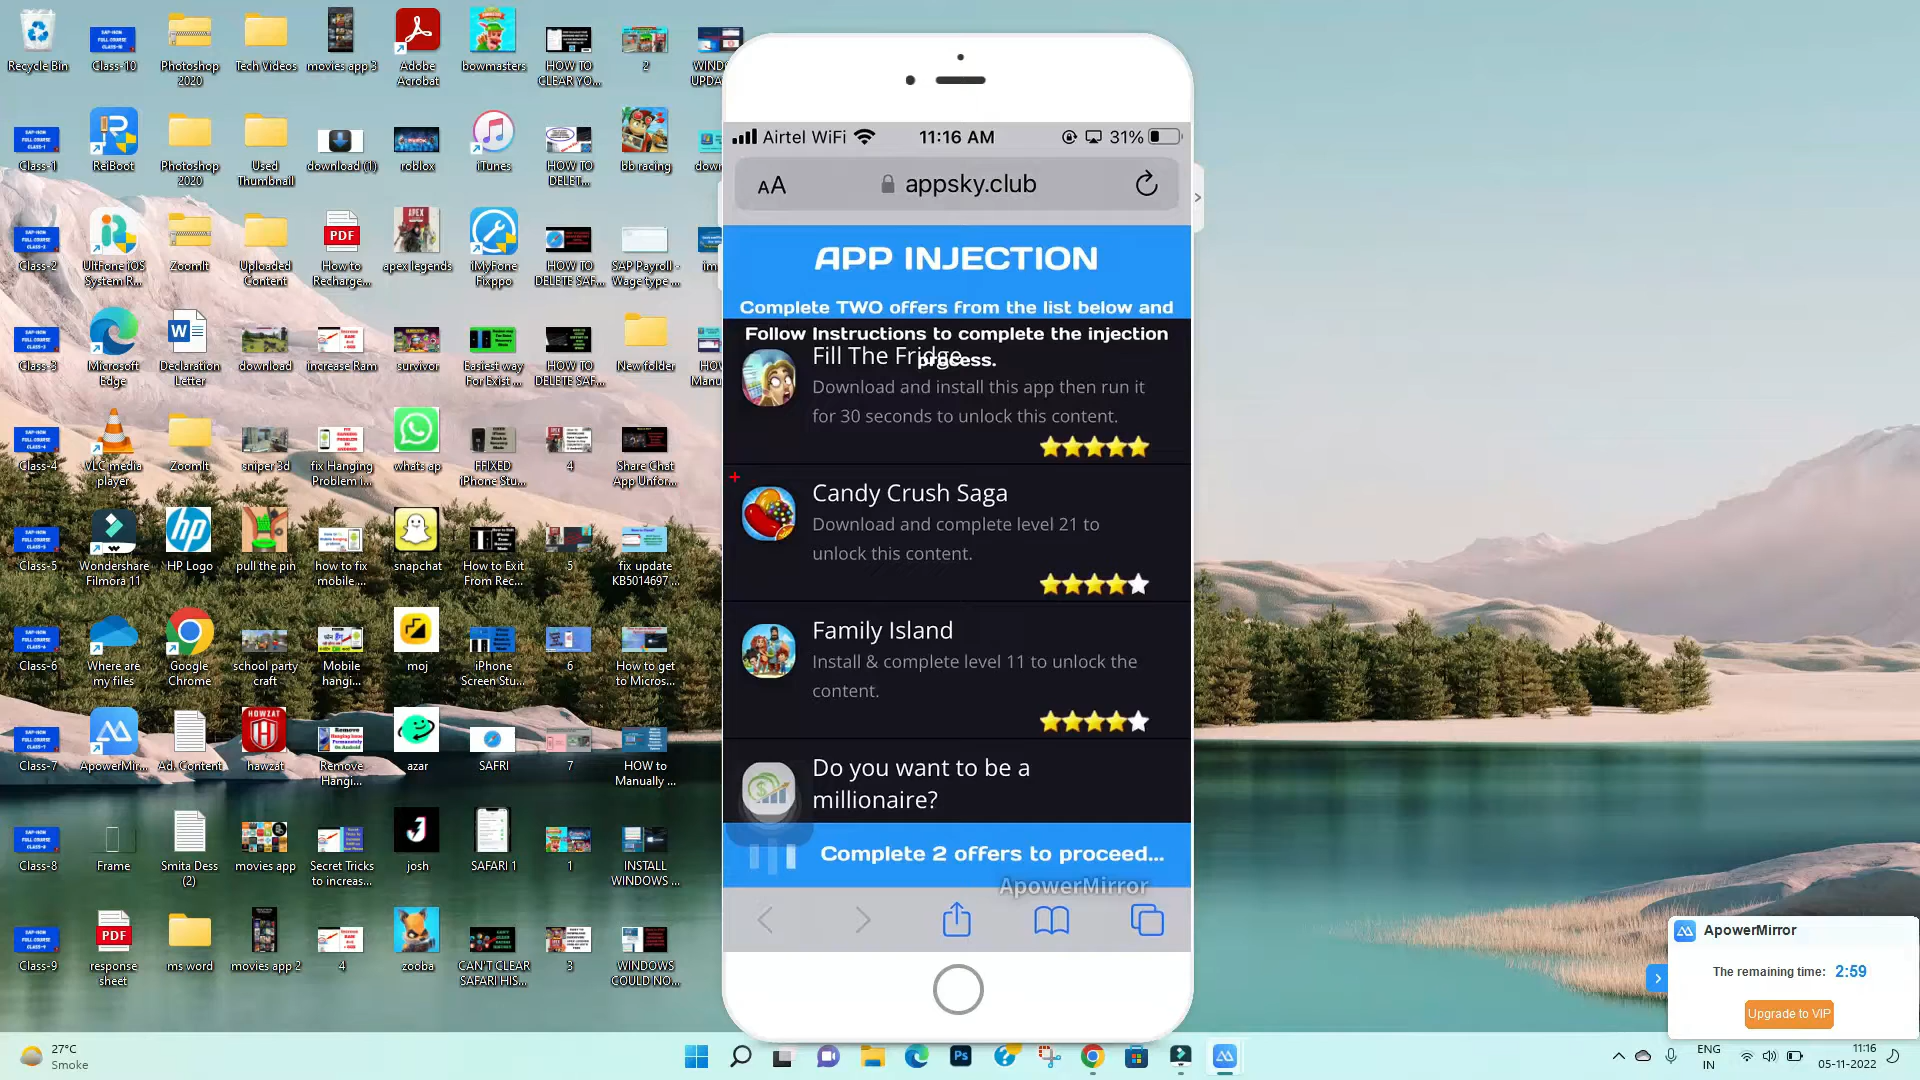 Recycle Bin
Class-10
Photosop
2020
Tech Videos
movies app 3
Adobe
Acrobat
bowmasters
HOW TO
CLEAR YO...
2
Class-1
ReiBoot
Photoshop
2020
Used
Thumbnail
download (1)
roblox
iTunes
HOW TO
DELET...
bb racing
Class-2
UltFone iOS
System R...
ZoomIt
Uploaded
Content
How to
Recharge...
apex legends
iMyFone
Fixppo
HOW TO
DELETE SAF...
SAP Payroll -
Wage type ...
Class-3
Microsoft
Edge
Declaration
Letter
download
increase Ram
survivor
Easiest way
For Exist ...
HOW TO
DELETE SAF...
New folder
Class-4
VLC media
player
ZoomIt
sniper 3d
fix Hanging
Problem i...
whats ap
FFIXED
iPhone Stu...
4
Share Chat
App Unfor...
Class-5
Wondershare
Filmora 11
HP Logo
pull the pin
how to fix
mobile ...
snapchat
How to Exit
From Rec...
5
fix update
KB5014697 ...
Class-6
Where are
my files
Google
Chrome
school party
craft
Mobile
hangi...
moj
iPhone
Screen Stu...
6
How to get
to Micros...
Class-7
ApowerMir...
Ad. Content
hawzat
Remove
Hangi...
azar
SAFRI
7
HOW to
Manually ...
Class-8
Frame
Smita Dess
(2)
movies app
Secret Tricks
to increas...
josh
SAFARI 1
1
INSTALL
WINDOWS ...
Class-9
response
sheet
ms word
movies app 2
4
zooba
CAN'T CLEAR
SAFARI HIS...
3
WINDOWS
COULD NO...
Airtel WiFi
11:16 AM
31%
AA
appsky.club
APP INJECTION
Complete TWO offers from the list below and
Follow Instructions to complete the injection
process.
Fill The Fridge
Download and install this app then run it
for 30 seconds to unlock this content.
Candy Crush Saga
Download and complete level 21 to
unlock this content.
Family Island
Install & complete level 11 to unlock the
content.
Do you want to be a
millionaire?
Complete 2 offers to proceed...
ApowerMirror
ApowerMirror
The remaining time: 2:59
Upgrade to VIP
27°C
Smoke
ENG
IN
11:16
05-11-2022